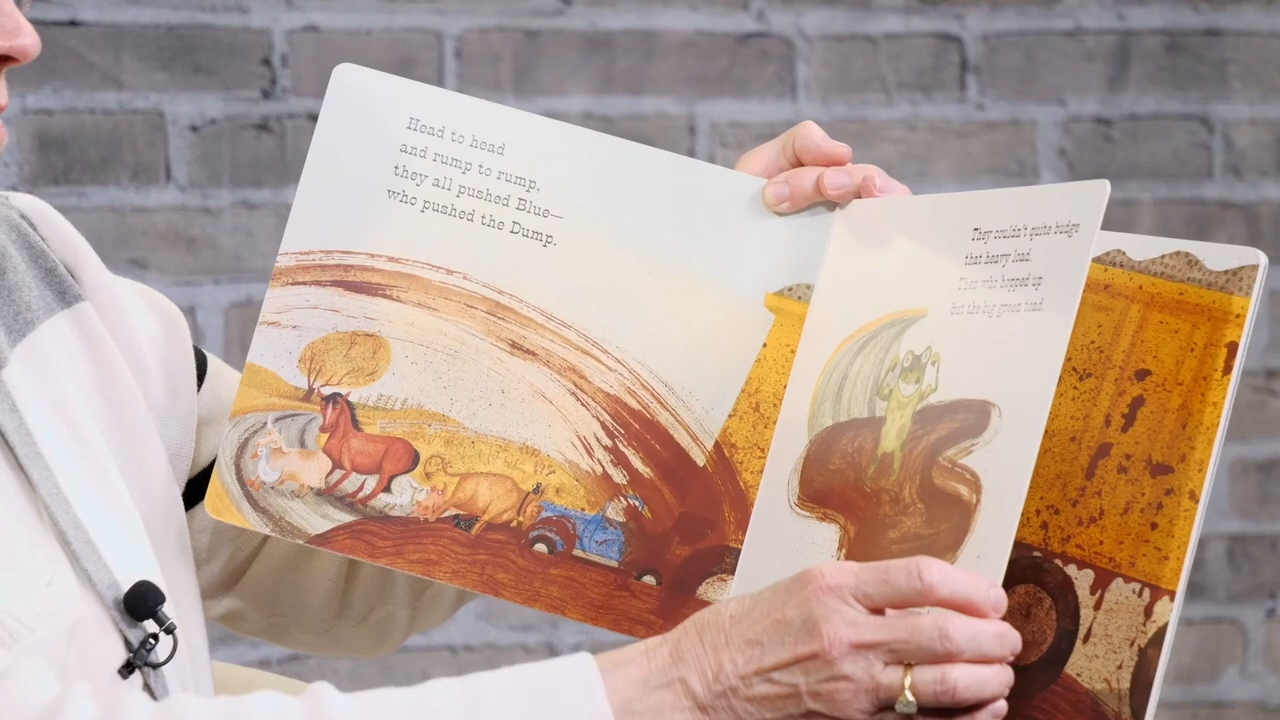 Head to head
and rump to rump,
they all pushed Blue—
who pushed the Dump.
They couldn't quite budge
that heavy load.
Then who hopped up
but the big green toad.